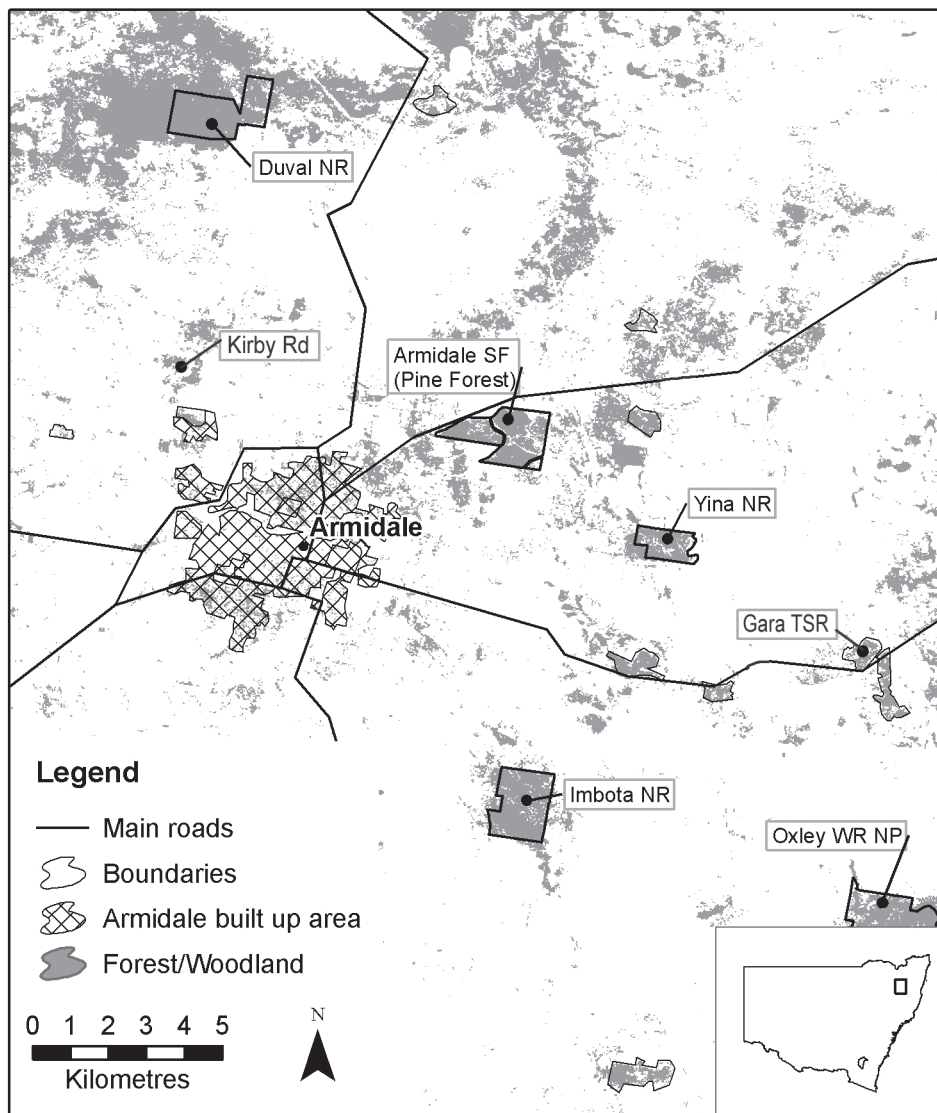 Duval NR
Kirby Rd
Armidale SF
(Pine Forest)
Yina NR
Armidale
Gara TSR
Imbota NR
Oxley WR NP
Legend
Main roads
Boundaries
Armidale built up area
Forest/Woodland
0 1 2 3 4 5
Kilometres
N